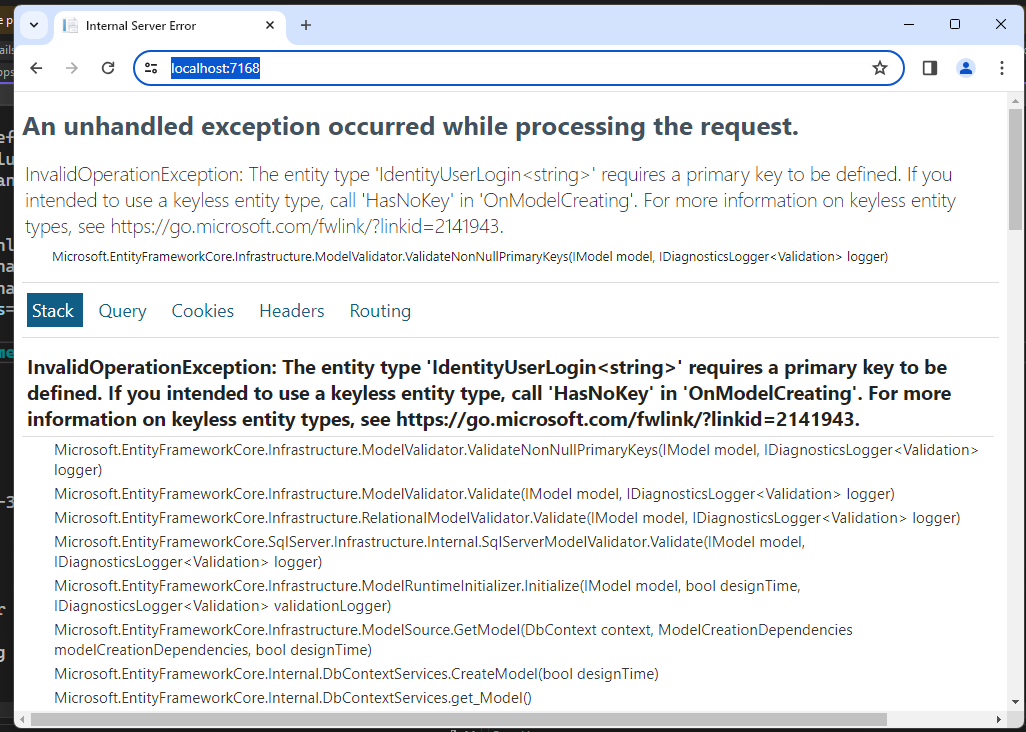 Internal Server Error
localhost:7168
An unhandled exception occurred while processing the request.
InvalidOperationException: The entity type 'IdentityUserLogin<string>' requires a primary key to be defined. If you
intended to use a keyless entity type, call 'HasNoKey' in 'OnModelCreating'. For more information on keyless entity
types, see https://go.microsoft.com/fwlink/?linkid=2141943.
Microsoft.EntityFrameworkCore.Infrastructure.ModelValidator.ValidateNonNullPrimaryKeys(IModel model, IDiagnosticsLogger<Validation> logger)
Stack Query Cookies Headers Routing
InvalidOperationException: The entity type 'IdentityUserLogin<string>' requires a primary key to be
defined. If you intended to use a keyless entity type, call 'HasNoKey' in 'OnModelCreating'. For more
information on keyless entity types, see https://go.microsoft.com/fwlink/?linkid=2141943.
Microsoft.EntityFrameworkCore.Infrastructure.ModelValidator.ValidateNonNullPrimaryKeys(IModel model, IDiagnosticsLogger<Validation>
logger)
Microsoft.EntityFrameworkCore.Infrastructure.ModelValidator.Validate(IModel model, IDiagnosticsLogger<Validation> logger)
Microsoft.EntityFrameworkCore.Infrastructure.RelationalModelValidator.Validate(IModel model, IDiagnosticsLogger<Validation> logger)
Microsoft.EntityFrameworkCore.SqlServer.Infrastructure.Internal.SqlServerModelValidator.Validate(IModel model,
IDiagnosticsLogger<Validation> logger)
Microsoft.EntityFrameworkCore.Infrastructure.ModelRuntimeInitializer.Initialize(IModel model, bool designTime,
IDiagnosticsLogger<Validation> validationLogger)
Microsoft.EntityFrameworkCore.Infrastructure.ModelSource.GetModel(DbContext context, ModelCreationDependencies
modelCreationDependencies, bool designTime)
Microsoft.EntityFrameworkCore.Internal.DbContextServices.CreateModel(bool designTime)
Microsoft.EntityFrameworkCore.Internal.DbContextServices.get_Model()